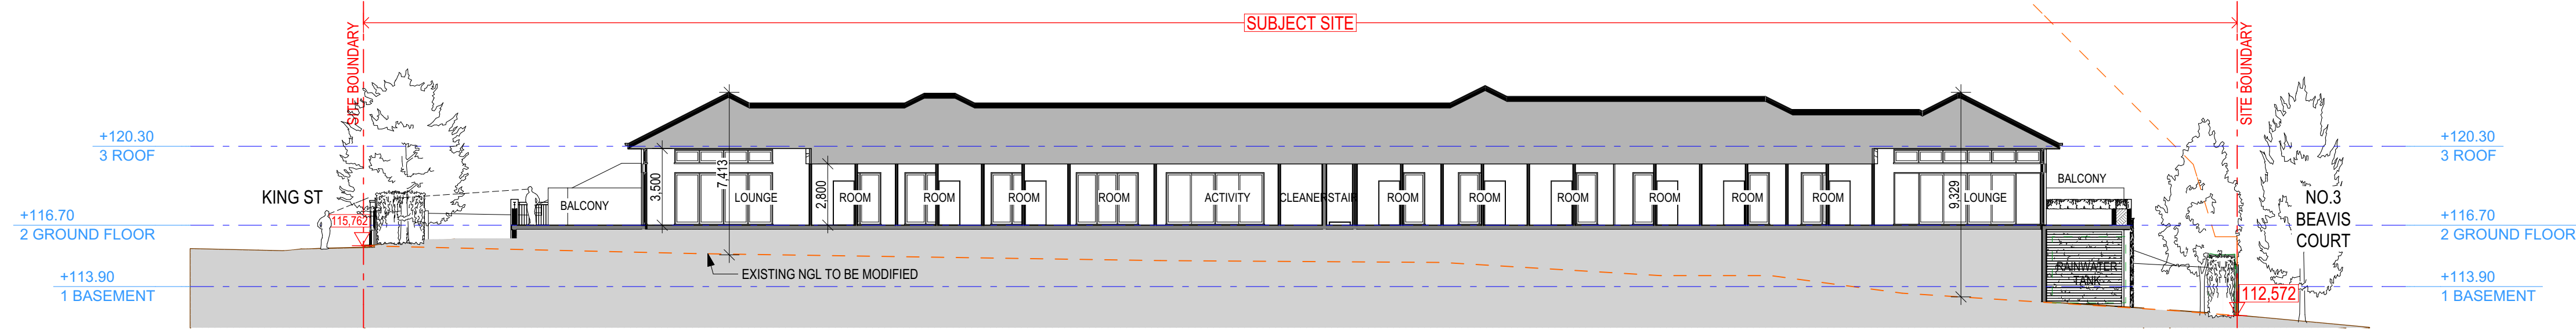 SUBJECT SITE
SITE BOUNDARY
SITE BOUNDARY
+120.30
3 ROOF
+120.30
3 ROOF
KING ST
115,762
BALCONY
3,500
7,413
LOUNGE
2,800
ROOM
ROOM
ROOM
ROOM
ACTIVITY
CLEANER
STAIR
ROOM
ROOM
ROOM
ROOM
ROOM
ROOM
9,329
LOUNGE
BALCONY
NO.3
BEAVIS
COURT
+116.70
2 GROUND FLOOR
+116.70
2 GROUND FLOOR
EXISTING NGL TO BE MODIFIED
RAINWATER
TANK
+113.90
1 BASEMENT
112,572
+113.90
1 BASEMENT